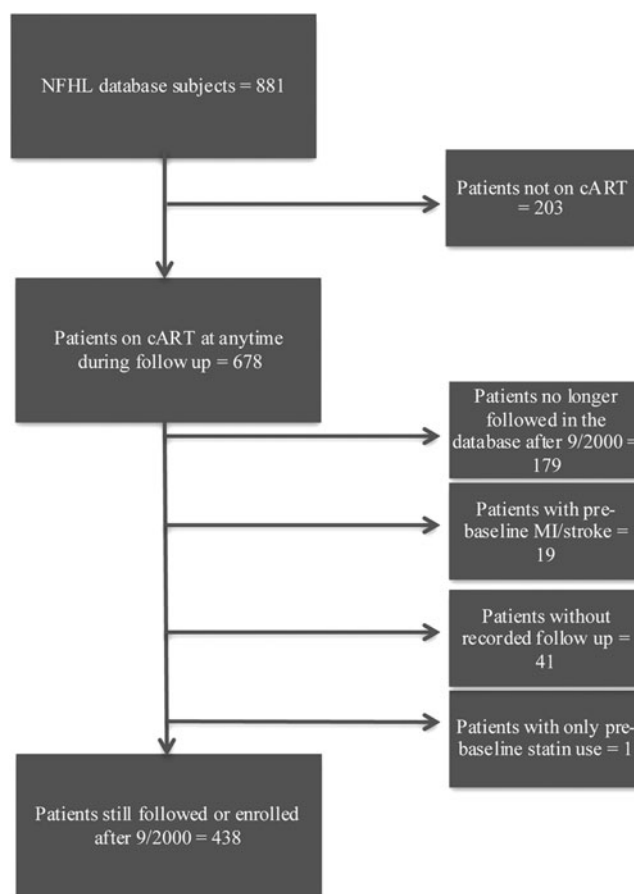 NFHL database subjects = 881
Patients not on cART
= 203
Patients on cART at anytime
during follow up = 678
Patients no longer
followed in the
database after 9/2000 =
179
Patients with pre-
baseline MI/stroke =
19
Patients without
recorded follow up =
41
Patients with only pre-
baseline statin use = 1
Patients still followed or enrolled
after 9/2000 = 438